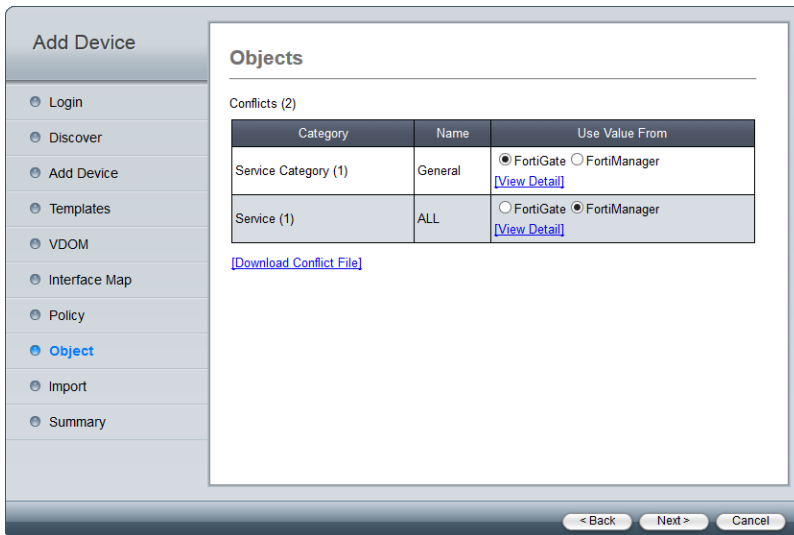 Add Device
Login
Discover
Add Device
Templates
VDOM
Interface Map
Policy
Object
Import
Summary
Objects
Conflicts (2)
Category Name Use Value From
Service Category (1) General FortiGate FortiManager
[View Detail]
Service (1) ALL FortiGate FortiManager
[View Detail]
[Download Conflict File]
< Back Next > Cancel